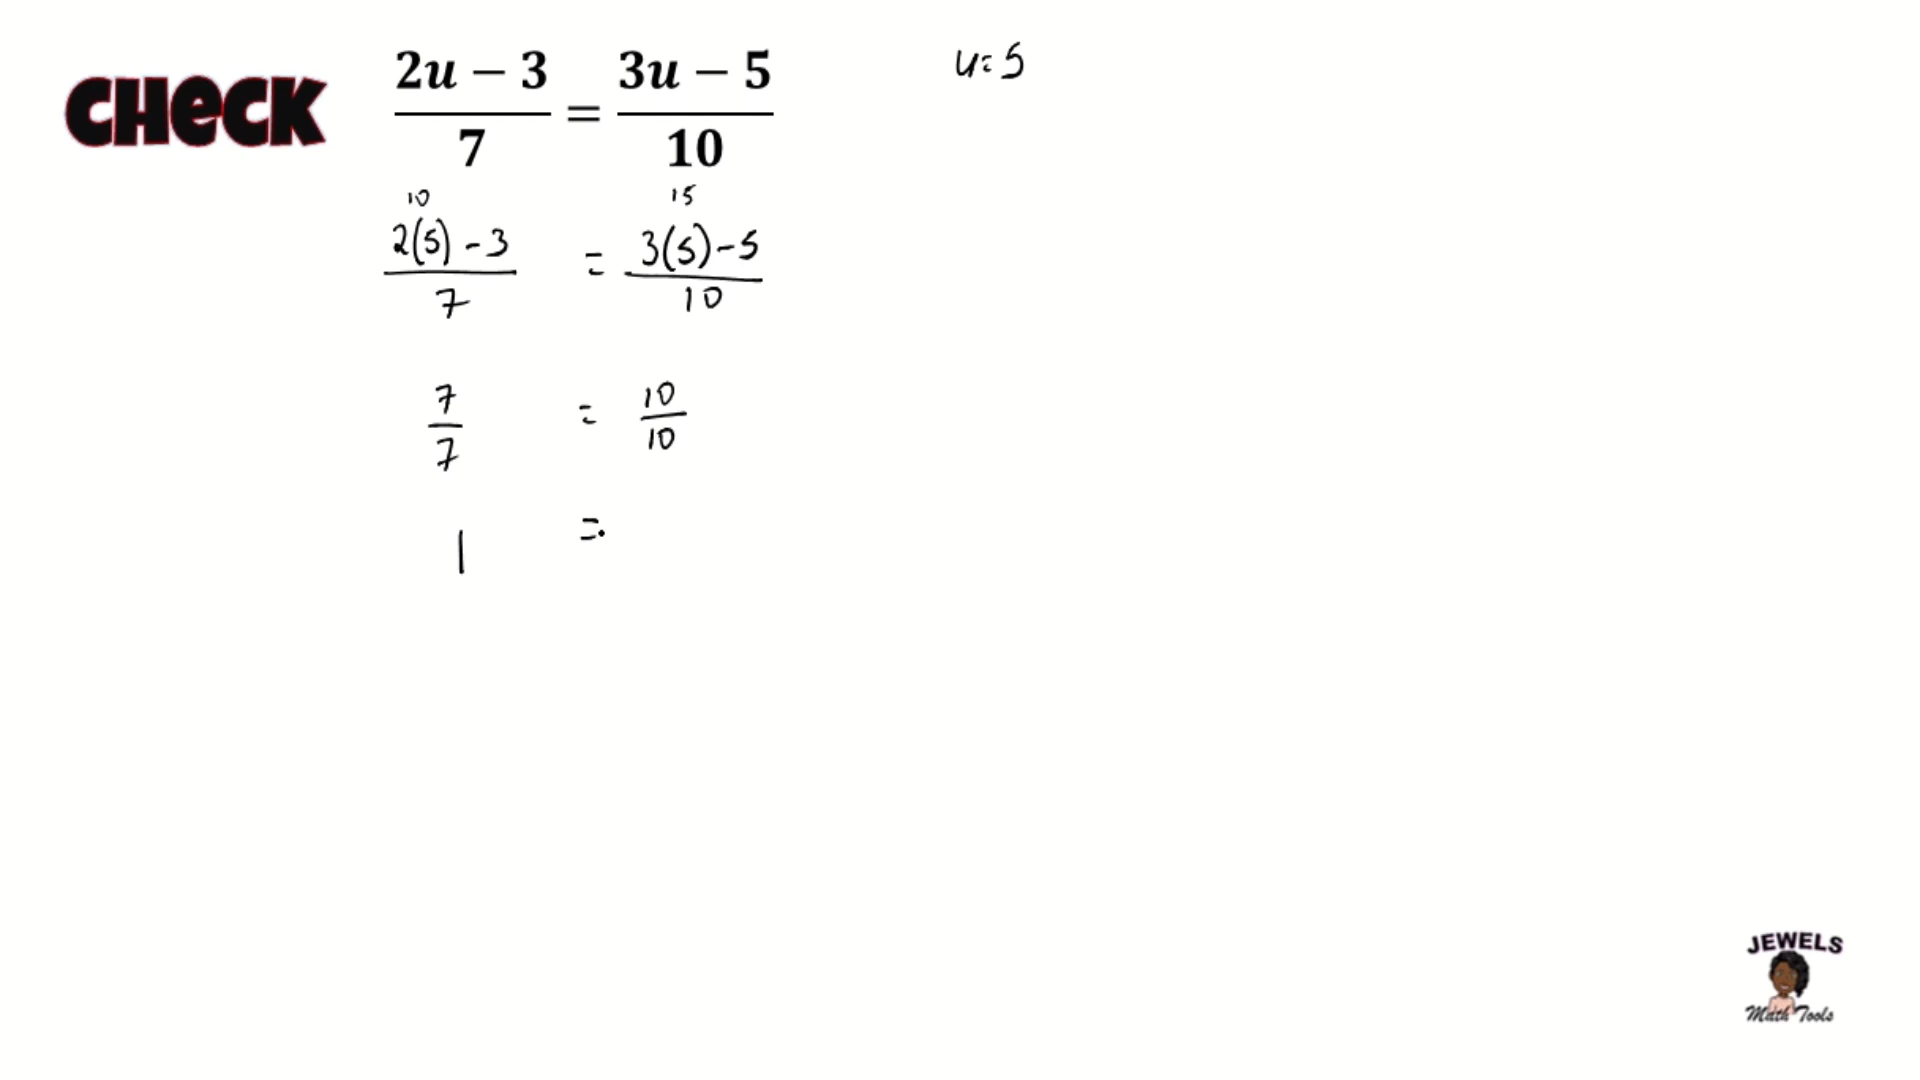 CHeCK
2u − 3 / 7 = 3u − 5 / 10
u = 5
10 15
2(5) - 3 / 7 = 3(5) - 5 / 10
7 / 7 = 10 / 10
1 =
JEWELS
Math Tools